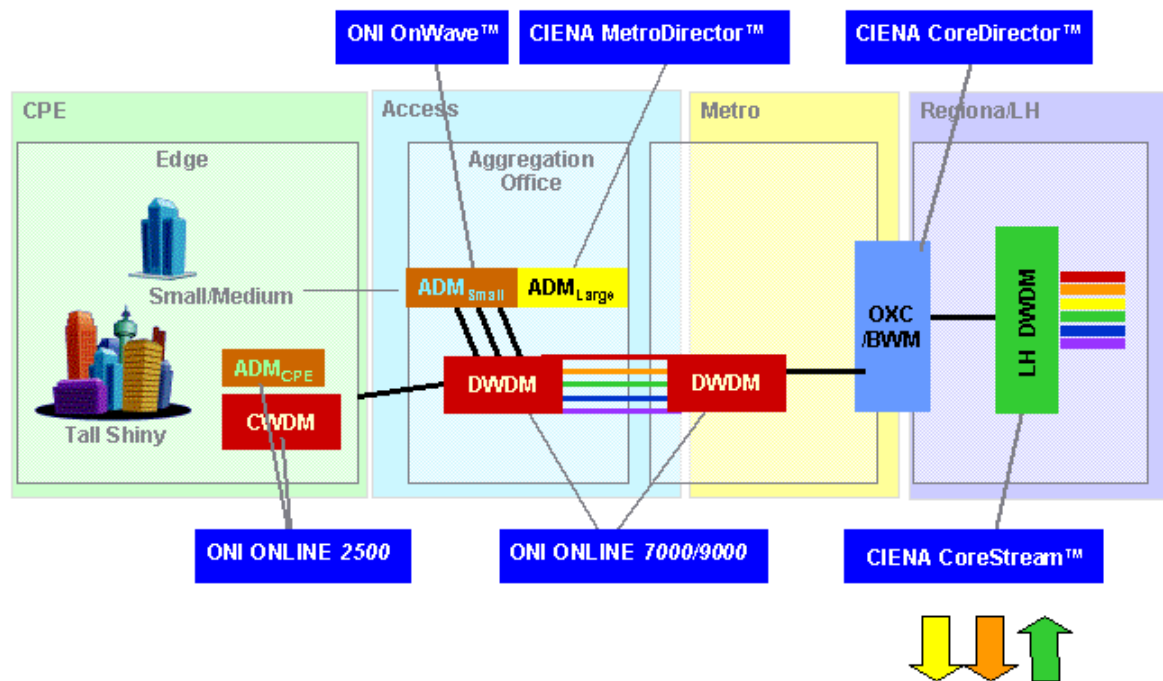 ONI OnWave™
CIENA MetroDirector™
CIENA CoreDirector™
CPE
Access
Metro
Regiona/LH
Edge
Aggregation
Office
Small/Medium
ADMSmall
ADMLarge
OXC
/BWM
LH DWDM
ADMCPE
DWDM
DWDM
CWDM
Tall Shiny
ONI ONLINE 2500
ONI ONLINE 7000/9000
CIENA CoreStream™